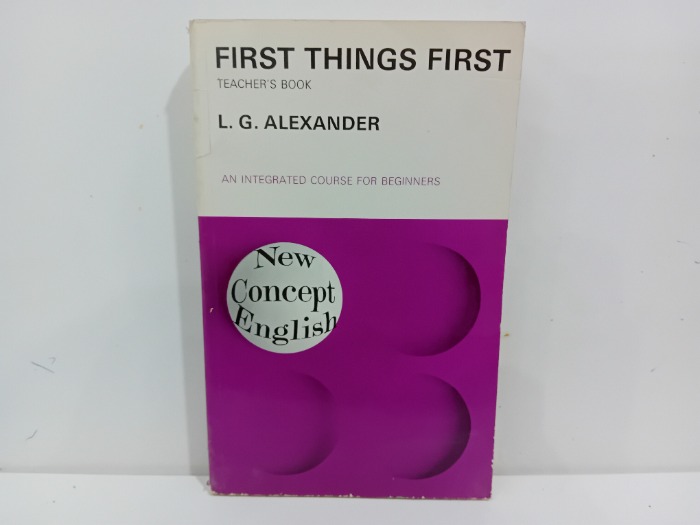 FIRST THINGS FIRST
TEACHER'S BOOK
L. G. ALEXANDER
AN INTEGRATED COURSE FOR BEGINNERS
New
Concept
English